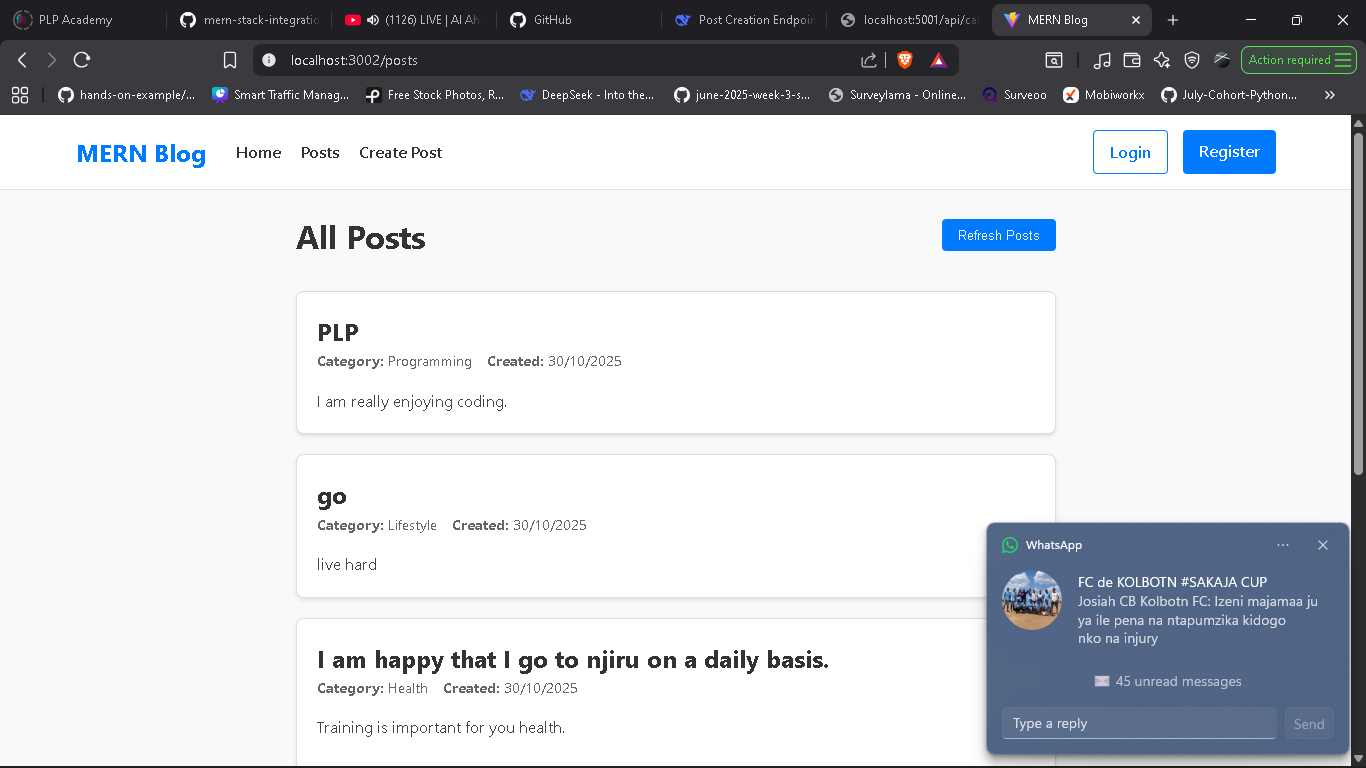 PLP Academy
mern-stack-integratio
(1126) LIVE | AI Ah
GitHub
Post Creation Endpoin
localhost:5001/api/ca
MERN Blog
localhost:3002/posts
Action required
hands-on-example/...
Smart Traffic Manag...
Free Stock Photos, R...
DeepSeek - Into the...
june-2025-week-3-s...
Surveylama - Online...
Surveoo
Mobiworkx
July-Cohort-Python...
MERN Blog
Home
Posts
Create Post
Login
Register
All Posts
Refresh Posts
PLP
Category: Programming Created: 30/10/2025
I am really enjoying coding.
go
Category: Lifestyle Created: 30/10/2025
live hard
I am happy that I go to njiru on a daily basis.
Category: Health Created: 30/10/2025
Training is important for you health.
WhatsApp
FC de KOLBOTN #SAKAJA CUP
Josiah CB Kolbotn FC: Izeni majamaa ju
ya ile pena na ntapumzika kidogo
nko na injury
45 unread messages
Type a reply
Send